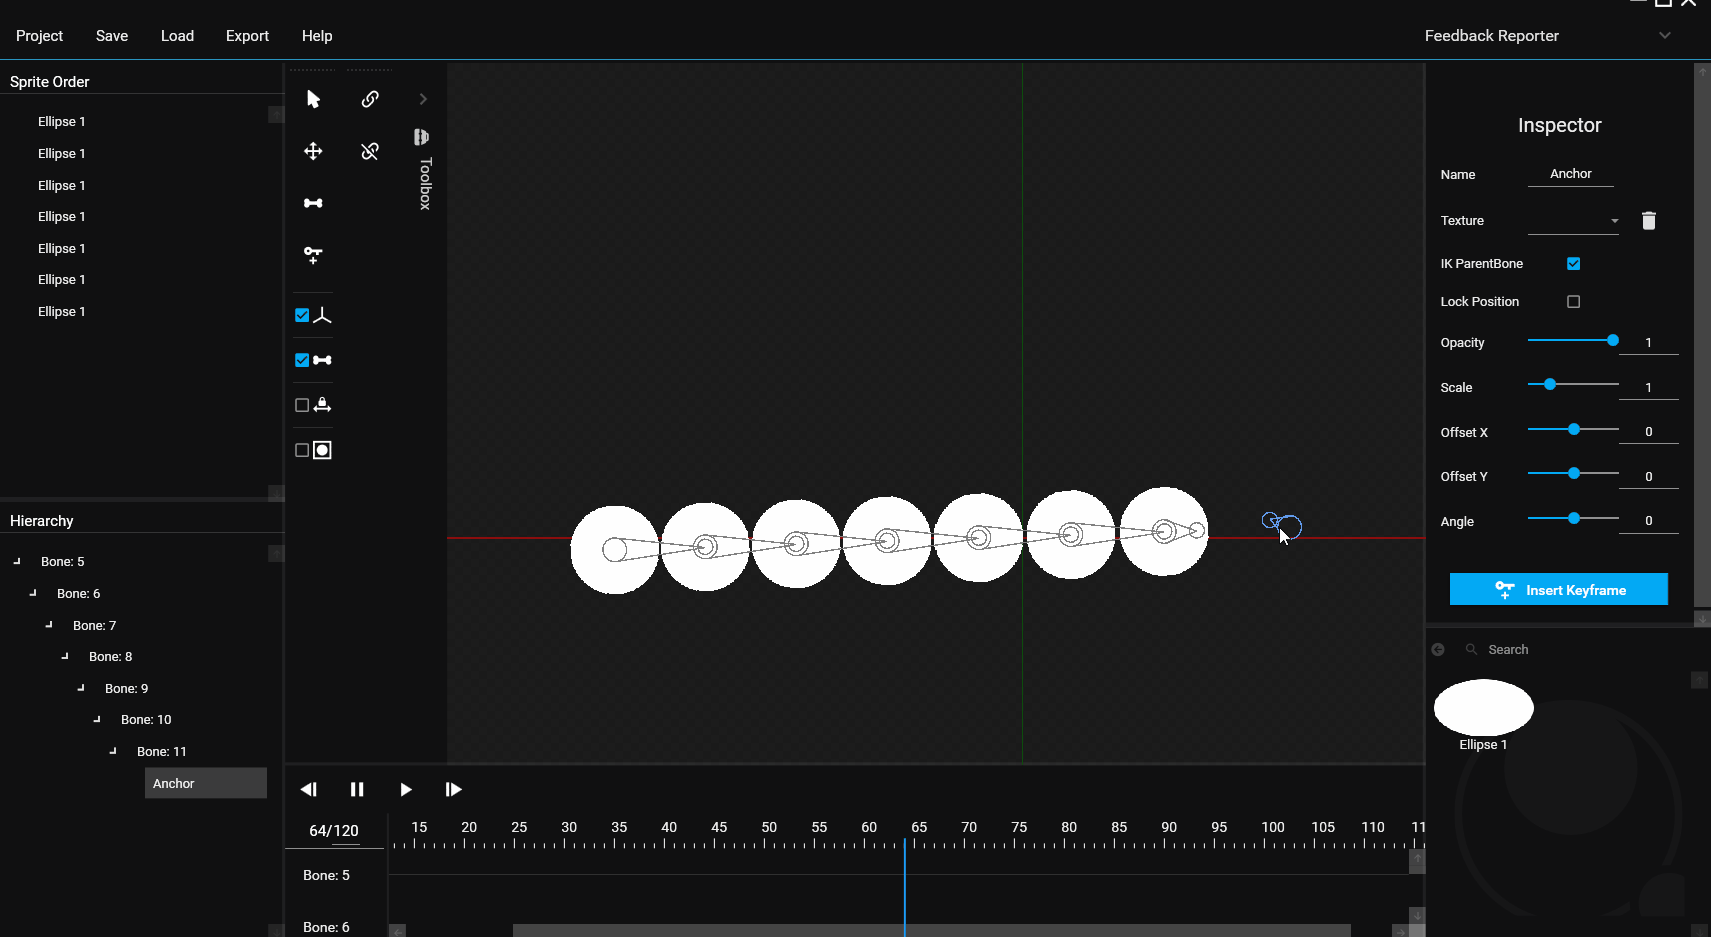 Project Save Load Export Help
Feedback Reporter
Sprite Order
Ellipse 1
Ellipse 1
Ellipse 1
Ellipse 1
Ellipse 1
Ellipse 1
Ellipse 1
Hierarchy
Bone: 5
Bone: 6
Bone: 7
Bone: 8
Bone: 9
Bone: 10
Bone: 11
Anchor
Toolbox
Inspector
Name Anchor
Texture
IK ParentBone
Lock Position
Opacity 1
Scale 1
Offset X 0
Offset Y 0
Angle 0
Insert Keyframe
Search
Ellipse 1
64/120
15 20 25 30 35 40 45 50 55 60 65 70 75 80 85 90 95 100 105 110 11
Bone: 5
Bone: 6